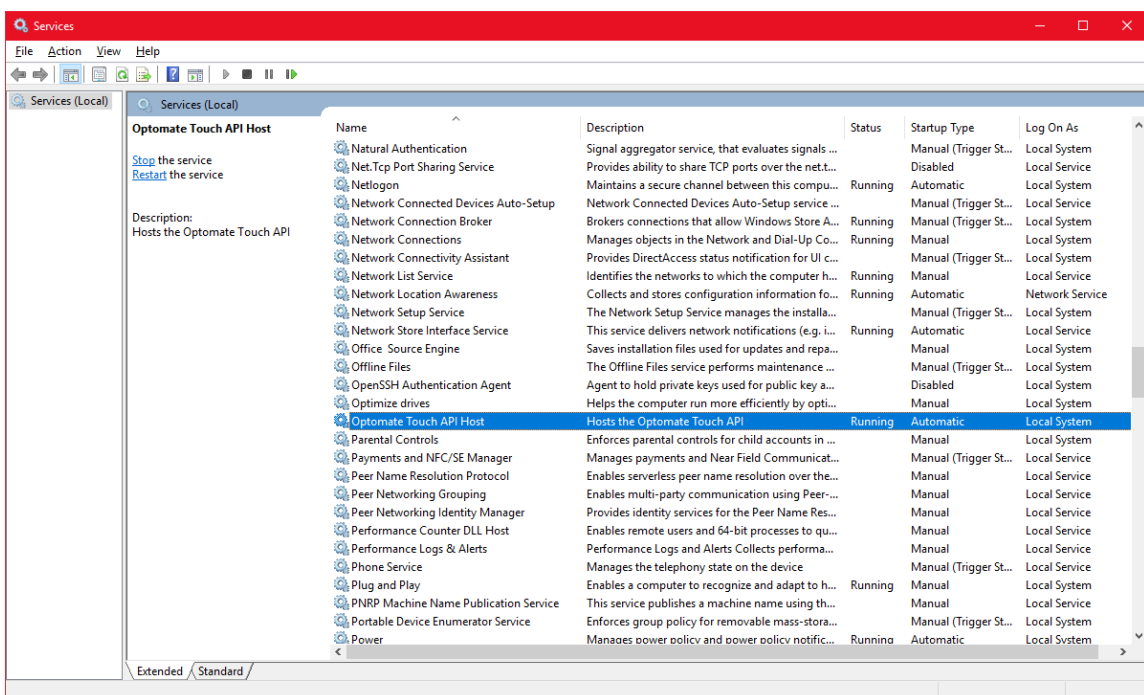 Services
File Action View Help
Services (Local)
Services (Local)
Optomate Touch API Host
Stop the service
Restart the service
Description:
Hosts the Optomate Touch API
Name Description Status Startup Type Log On As
Natural Authentication Signal aggregator service, that evaluates signals ... Manual (Trigger St... Local System
Net.Tcp Port Sharing Service Provides ability to share TCP ports over the net.t... Disabled Local Service
Netlogon Maintains a secure channel between this compu... Running Automatic Local System
Network Connected Devices Auto-Setup Network Connected Devices Auto-Setup service ... Manual (Trigger St... Local Service
Network Connection Broker Brokers connections that allow Windows Store A... Running Manual (Trigger St... Local System
Network Connections Manages objects in the Network and Dial-Up Co... Running Manual Local System
Network Connectivity Assistant Provides DirectAccess status notification for UI c... Manual (Trigger St... Local System
Network List Service Identifies the networks to which the computer h... Running Manual Local Service
Network Location Awareness Collects and stores configuration information fo... Running Automatic Network Service
Network Setup Service The Network Setup Service manages the installa... Manual (Trigger St... Local System
Network Store Interface Service This service delivers network notifications (e.g. i... Running Automatic Local Service
Office Source Engine Saves installation files used for updates and repa... Manual Local System
Offline Files The Offline Files service performs maintenance ... Manual (Trigger St... Local System
OpenSSH Authentication Agent Agent to hold private keys used for public key a... Disabled Local System
Optimize drives Helps the computer run more efficiently by opti... Manual Local System
Optomate Touch API Host Hosts the Optomate Touch API Running Automatic Local System
Parental Controls Enforces parental controls for child accounts in ... Manual Local System
Payments and NFC/SE Manager Manages payments and Near Field Communicat... Manual (Trigger St... Local Service
Peer Name Resolution Protocol Enables serverless peer name resolution over the... Manual Local Service
Peer Networking Grouping Enables multi-party communication using Peer-... Manual Local Service
Peer Networking Identity Manager Provides identity services for the Peer Name Res... Manual Local Service
Performance Counter DLL Host Enables remote users and 64-bit processes to qu... Manual Local Service
Performance Logs & Alerts Performance Logs and Alerts Collects performa... Manual Local Service
Phone Service Manages the telephony state on the device Manual (Trigger St... Local Service
Plug and Play Enables a computer to recognize and adapt to h... Running Manual Local System
PNRP Machine Name Publication Service This service publishes a machine name using th... Manual Local Service
Portable Device Enumerator Service Enforces group policy for removable mass-stora... Manual (Trigger St... Local System
Power Manages power policy and power policy notific... Running Automatic Local System
Extended Standard